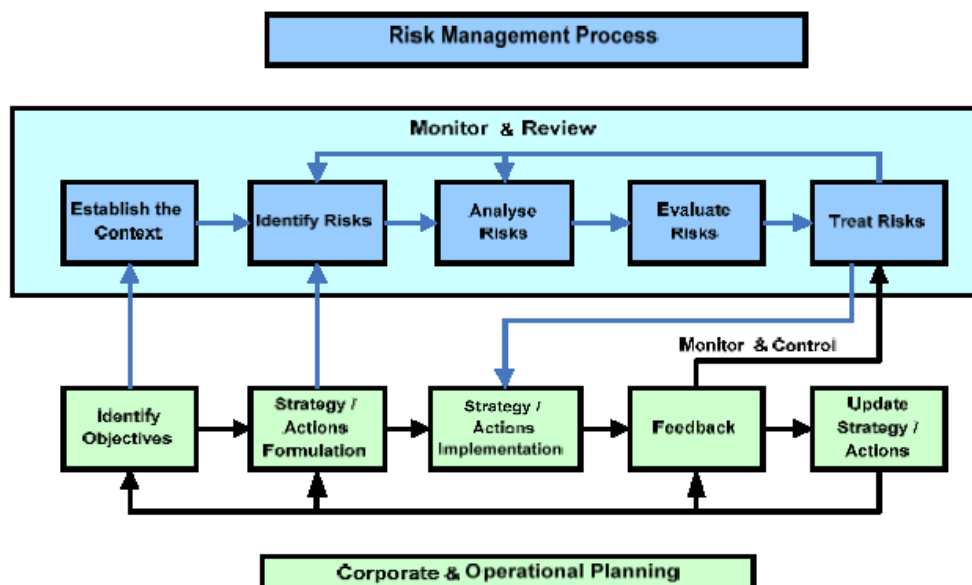 Risk Management Process
Monitor & Review
Establish the
Context
Identify Risks
Analyse
Risks
Evaluate
Risks
Treat Risks
Monitor & Control
Identify
Objectives
Strategy /
Actions
Formulation
Strategy /
Actions
Implementation
Feedback
Update
Strategy /
Actions
Corporate & Operational Planning